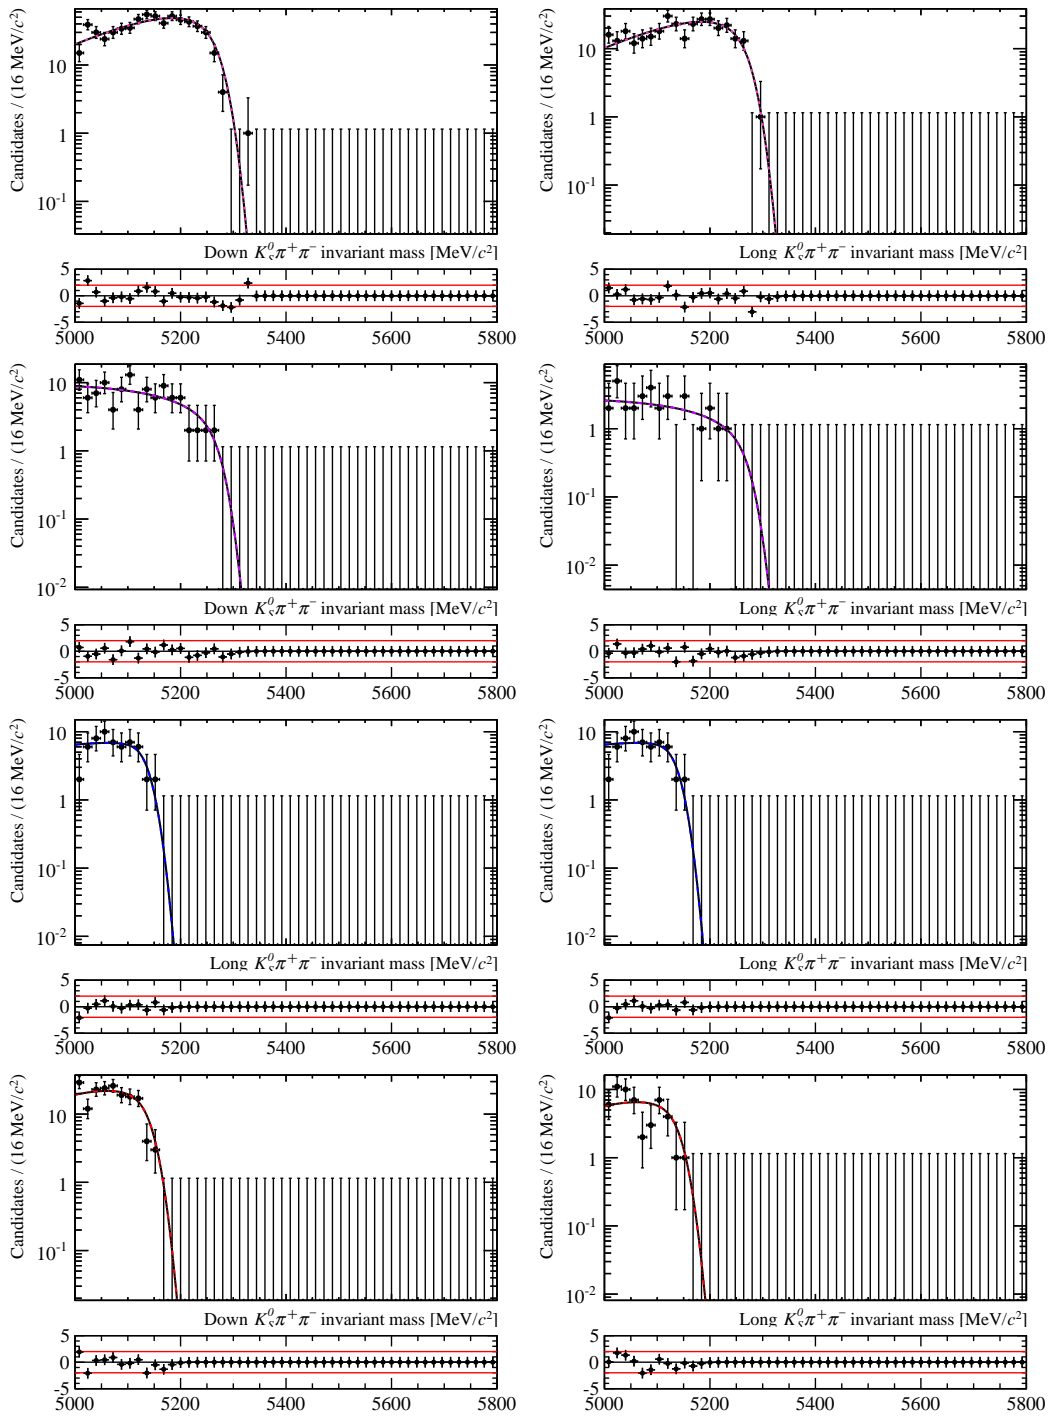 Candidates / (16 MeV/c²)
10
1
10⁻¹
Down K⁰ₛπ⁺π⁻ invariant mass [MeV/c²]
5
0
-5
5000 5200 5400 5600 5800
Candidates / (16 MeV/c²)
10
1
10⁻¹
Long K⁰ₛπ⁺π⁻ invariant mass [MeV/c²]
5
0
-5
5000 5200 5400 5600 5800
Candidates / (16 MeV/c²)
10
1
10⁻¹
10⁻²
Down K⁰ₛπ⁺π⁻ invariant mass [MeV/c²]
5
0
-5
5000 5200 5400 5600 5800
Candidates / (16 MeV/c²)
1
10⁻¹
10⁻²
Long K⁰ₛπ⁺π⁻ invariant mass [MeV/c²]
5
0
-5
5000 5200 5400 5600 5800
Candidates / (16 MeV/c²)
10
1
10⁻¹
10⁻²
Long K⁰ₛπ⁺π⁻ invariant mass [MeV/c²]
5
0
-5
5000 5200 5400 5600 5800
Candidates / (16 MeV/c²)
10
1
10⁻¹
10⁻²
Long K⁰ₛπ⁺π⁻ invariant mass [MeV/c²]
5
0
-5
5000 5200 5400 5600 5800
Candidates / (16 MeV/c²)
10
1
10⁻¹
Down K⁰ₛπ⁺π⁻ invariant mass [MeV/c²]
5
0
-5
5000 5200 5400 5600 5800
Candidates / (16 MeV/c²)
10
1
10⁻¹
10⁻²
Long K⁰ₛπ⁺π⁻ invariant mass [MeV/c²]
5
0
-5
5000 5200 5400 5600 5800